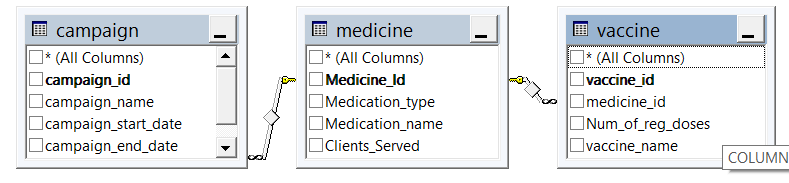 campaign
* (All Columns)
campaign_id
campaign_name
campaign_start_date
campaign_end_date
medicine
* (All Columns)
Medicine_Id
Medication_type
Medication_name
Clients_Served
vaccine
* (All Columns)
vaccine_id
medicine_id
Num_of_reg_doses
vaccine_name
COLUMN